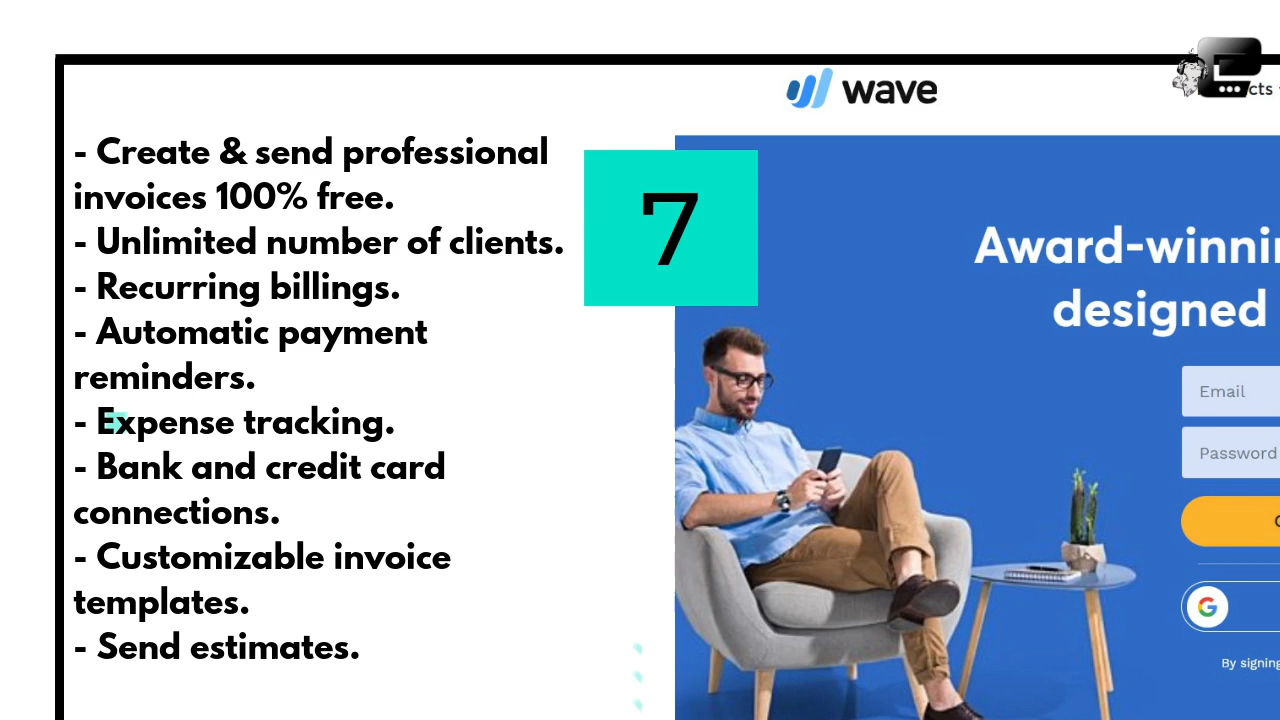 wave
cts
- Create & send professional
invoices 100% free.
- Unlimited number of clients.
- Recurring billings.
- Automatic payment
reminders.
- Expense tracking.
- Bank and credit card
connections.
- Customizable invoice
templates.
- Send estimates.
7
Award-winnin
designed
Email
Password
By signing